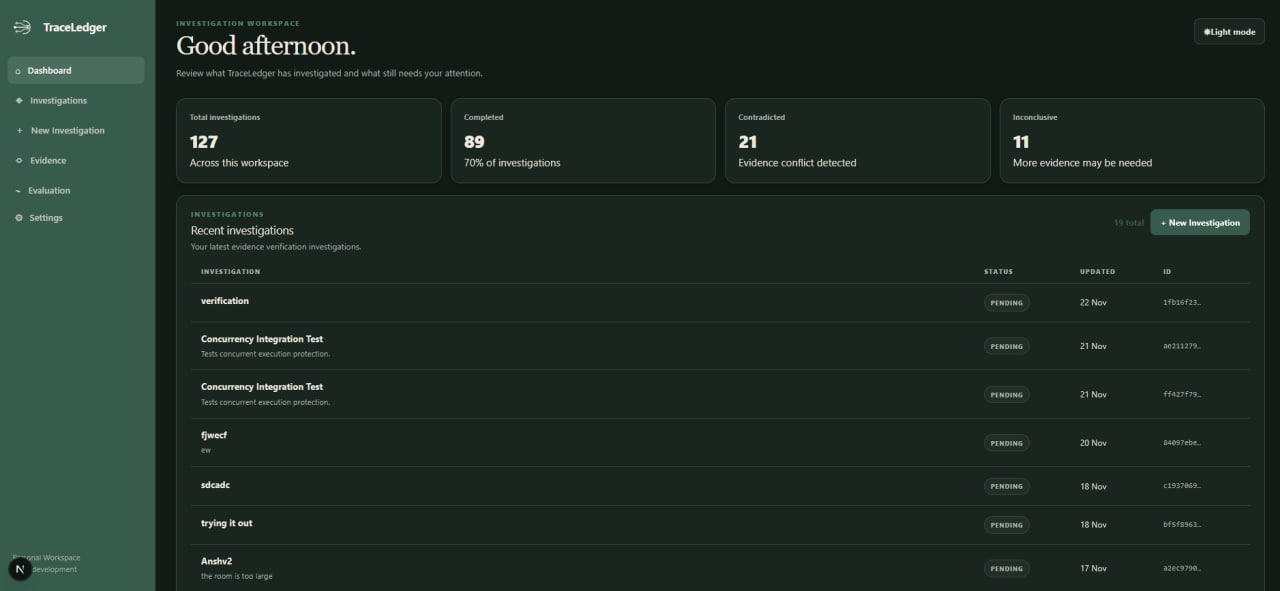 TraceLedger
Dashboard
Investigations
+ New Investigation
Evidence
Evaluation
Settings
Personal Workspace
N development
INVESTIGATION WORKSPACE
Good afternoon.
Review what TraceLedger has investigated and what still needs your attention.
Light mode
Total investigations
127
Across this workspace
Completed
89
70% of investigations
Contradicted
21
Evidence conflict detected
Inconclusive
11
More evidence may be needed
INVESTIGATIONS
Recent investigations
Your latest evidence verification investigations.
19 total
+ New Investigation
INVESTIGATION STATUS UPDATED ID
verification PENDING 22 Nov 1fb16f23…
Concurrency Integration Test PENDING 21 Nov ae211279…
Tests concurrent execution protection.
Concurrency Integration Test PENDING 21 Nov ff427f79…
Tests concurrent execution protection.
fjwecf PENDING 20 Nov 84097ebe…
ew
sdcadc PENDING 18 Nov c1937069…
trying it out PENDING 18 Nov bf5f8963…
Anshv2 PENDING 17 Nov a2ec9790…
the room is too large